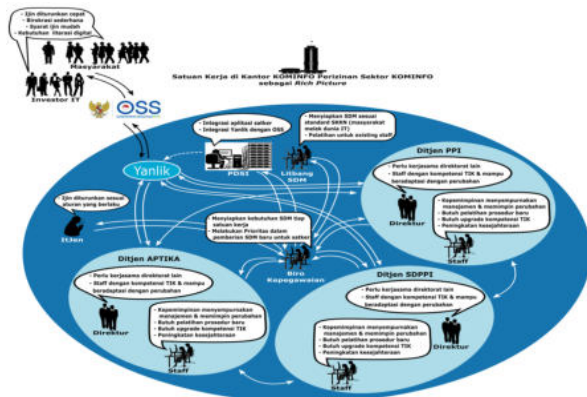 - Ijin diturunkan cepat
- Birokrasi sederhana
- Syarat ijin mudah
- Kebutuhan literasi digital
Masyarakat
Investor IT
OSS
Satuan Kerja di Kantor KOMINFO Perizinan Sektor KOMINFO
sebagai Rich Picture
- Integrasi aplikasi satker
- Integrasi Yanlik dengan OSS
- Menyiapkan SDM sesuai
standard SKKN (masyarakat
melek dunia IT)
- Pelatihan untuk existing staff
Yanlik
PDSI
Litbang
SDM
Ijin diturunkan sesuai
aturan yang berlaku
Itjen
- Menyiapkan kebutuhan SDM tiap
satuan kerja
- Melakukan Prioritas dalam
pemberian SDM baru untuk satker
Biro
Kepegawaian
Ditjen PPI
- Perlu kerjasama direktorat lain
- Staff dengan kompetensi TIK & mampu
beradaptasi dengan perubahan
Direktur
- Kepemimpinan menyempurnakan
manajemen & memimpin perubahan
- Butuh pelatihan prosedur baru
- Butuh upgrade kompetensi TIK
- Peningkatan kesejahteraan
Staff
Ditjen APTIKA
- Perlu kerjasama direktorat lain
- Staff dengan kompetensi TIK & mampu
beradaptasi dengan perubahan
Direktur
- Kepemimpinan menyempurnakan
manajemen & memimpin perubahan
- Butuh pelatihan prosedur baru
- Butuh upgrade kompetensi TIK
- Peningkatan kesejahteraan
Staff
Ditjen SDPPI
- Perlu kerjasama direktorat lain
- Staff dengan kompetensi TIK & mampu
beradaptasi dengan perubahan
Direktur
- Kepemimpinan menyempurnakan
manajemen & memimpin perubahan
- Butuh pelatihan prosedur baru
- Butuh upgrade kompetensi TIK
- Peningkatan kesejahteraan
Staff